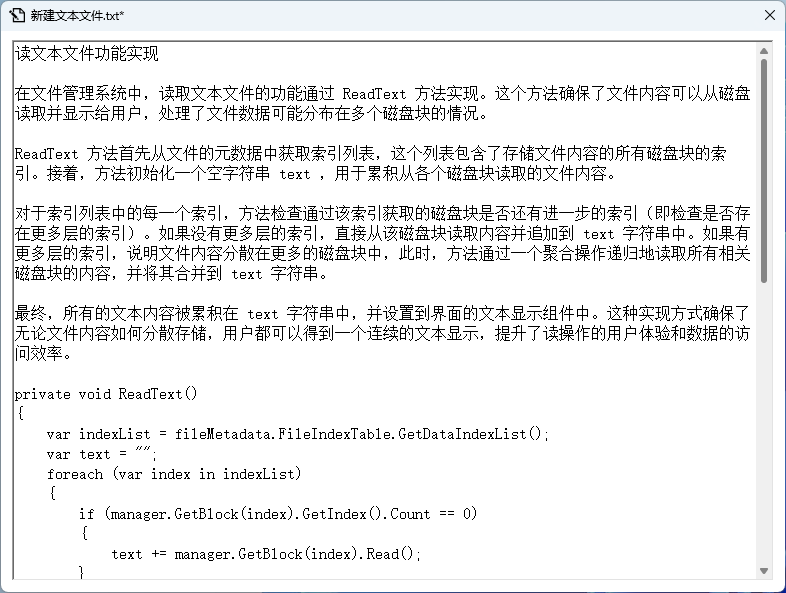 新建文本文件.txt*
读文本文件功能实现
在文件管理系统中，读取文本文件的功能通过 ReadText 方法实现。这个方法确保了文件内容可以从磁盘
读取并显示给用户，处理了文件数据可能分布在多个磁盘块的情况。
ReadText 方法首先从文件的元数据中获取索引列表，这个列表包含了存储文件内容的所有磁盘块的索
引。接着，方法初始化一个空字符串 text ，用于累积从各个磁盘块读取的文件内容。
对于索引列表中的每一个索引，方法检查通过该索引获取的磁盘块是否还有进一步的索引（即检查是否存
在更多层的索引）。如果没有更多层的索引，直接从该磁盘块读取内容并追加到 text 字符串中。如果有
更多层的索引，说明文件内容分散在更多的磁盘块中，此时，方法通过一个聚合操作递归地读取所有相关
磁盘块的内容，并将其合并到 text 字符串。
最终，所有的文本内容被累积在 text 字符串中，并设置到界面的文本显示组件中。这种实现方式确保了
无论文件内容如何分散存储，用户都可以得到一个连续的文本显示，提升了读操作的用户体验和数据的访
问效率。
private void ReadText()
{
    var indexList = fileMetadata.FileIndexTable.GetDataIndexList();
    var text = "";
    foreach (var index in indexList)
    {
        if (manager.GetBlock(index).GetIndex().Count == 0)
        {
            text += manager.GetBlock(index).Read();
        }